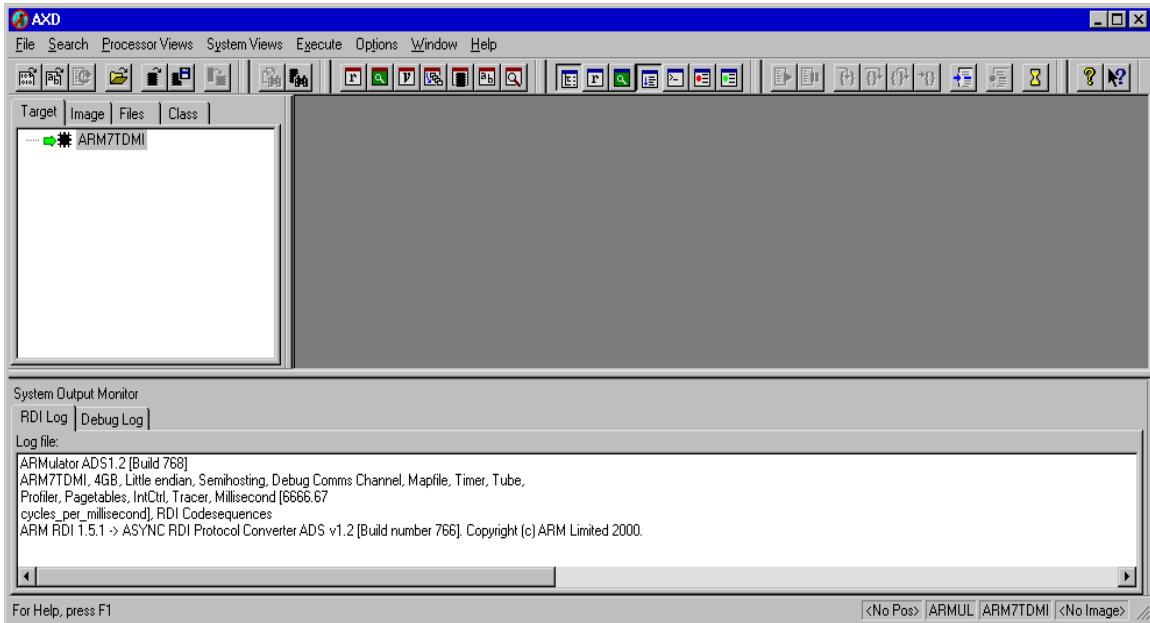 AXD
File Search Processor Views System Views Execute Options Window Help
Target Image Files Class
ARM7TDMI
System Output Monitor
RDI Log Debug Log
Log file:
ARMulator ADS1.2 [Build 768]
ARM7TDMI, 4GB, Little endian, Semihosting, Debug Comms Channel, Mapfile, Timer, Tube,
Profiler, Pagetables, IntCtrl, Tracer, Millisecond [6666.67
cycles_per_millisecond], RDI Codesequences
ARM RDI 1.5.1 -> ASYNC RDI Protocol Converter ADS v1.2 [Build number 766]. Copyright (c) ARM Limited 2000.
For Help, press F1
<No Pos> ARMUL ARM7TDMI <No Image>